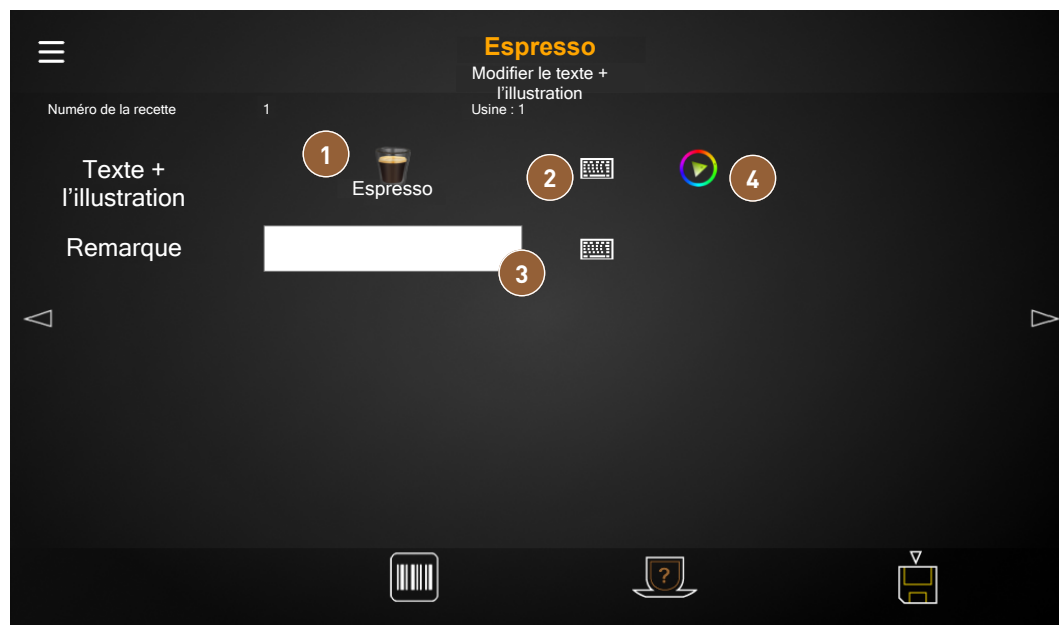 Espresso
Modifier le texte +
l'illustration
Numéro de la recette 1 Usine : 1
Texte +
l'illustration
1
Espresso
2
4
Remarque
3
?